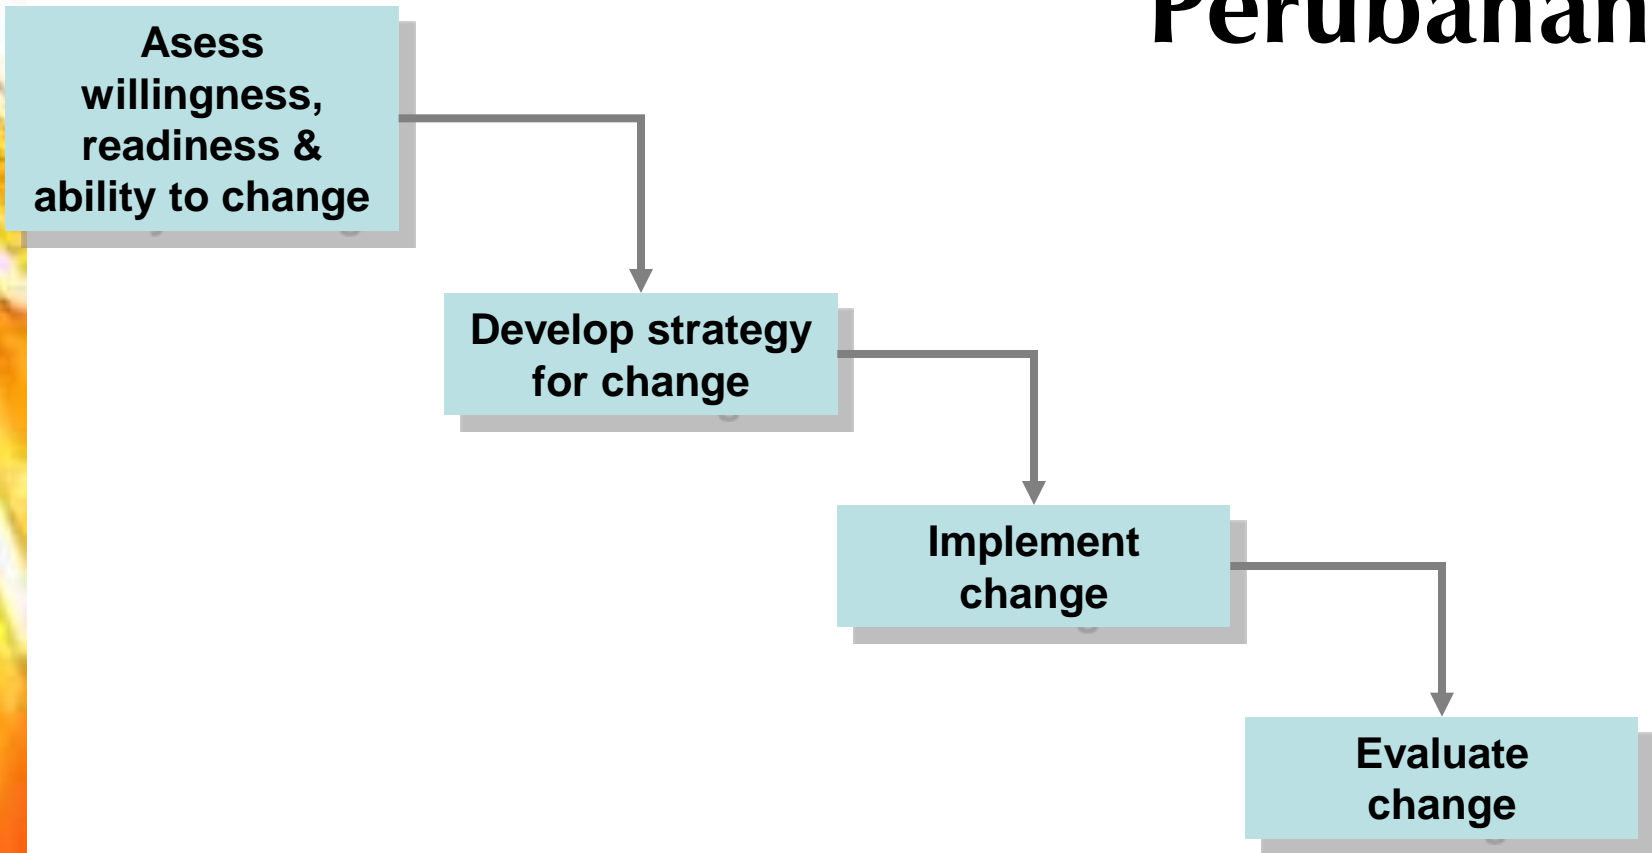 Perubahan
Asess
willingness,
readiness &
ability to change
Develop strategy
for change
Implement
change
Evaluate
change